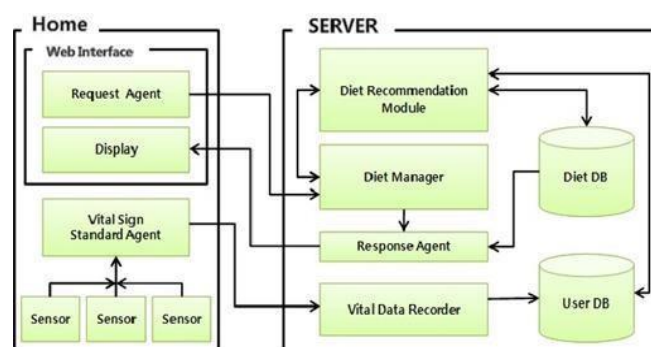 Home
Web Interface
Request Agent
Display
Vital Sign
Standard Agent
Sensor
Sensor
Sensor
SERVER
Diet Recommendation
Module
Diet Manager
Response Agent
Vital Data Recorder
Diet DB
User DB